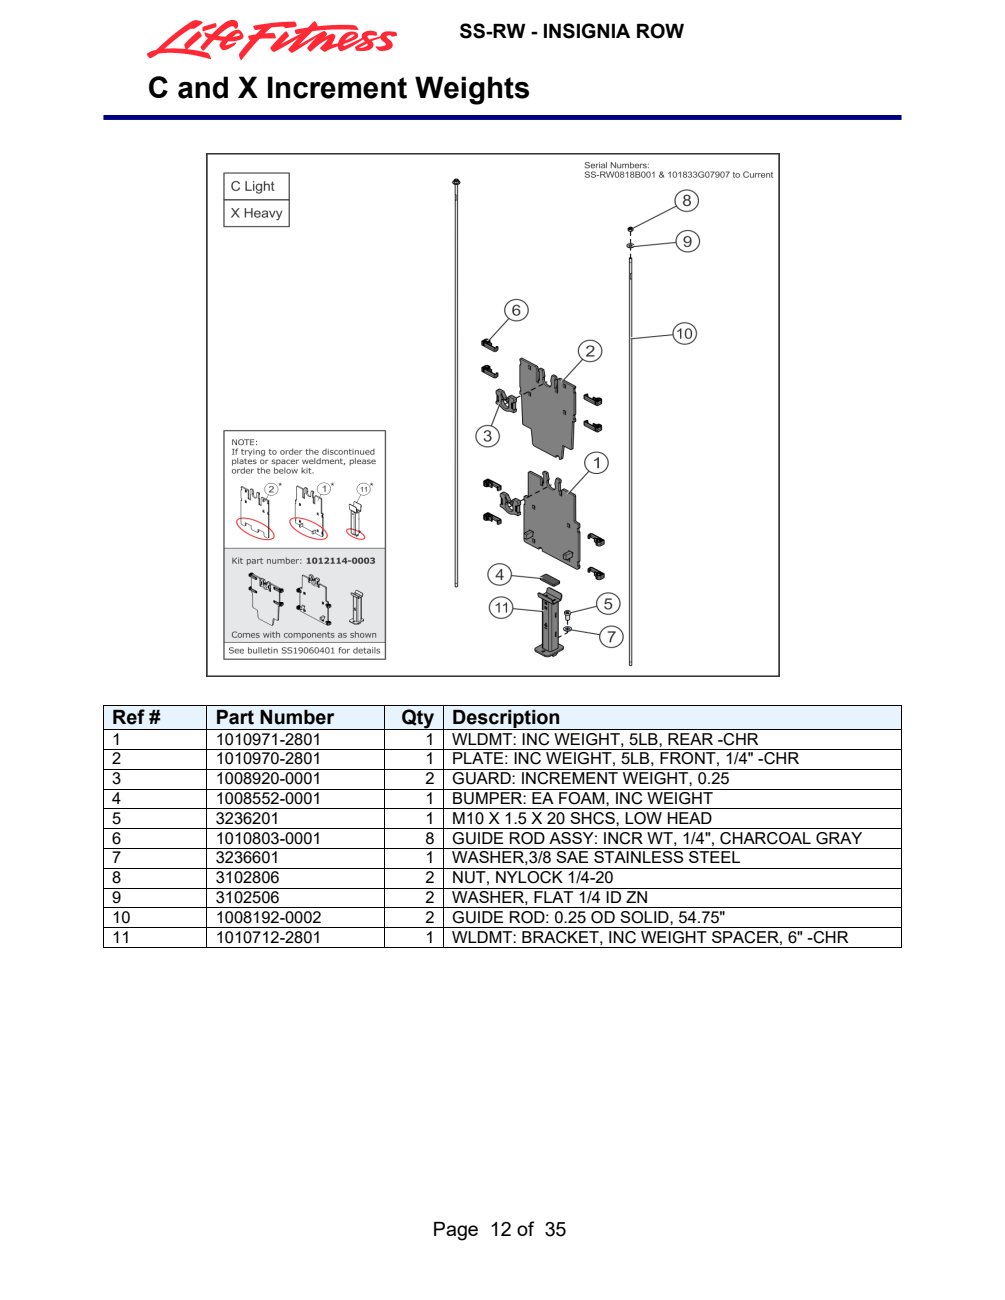 Life Fitness
SS-RW - INSIGNIA ROW
C and X Increment Weights
Serial Numbers:
SS-RW0818B001 & 101833G07907 to Current
C Light
X Heavy
8
9
6
10
2
3
1
4
11
5
7
NOTE:
If trying to order the discontinued
plates or spacer weldment, please
order the below kit.
2*
1*
11*
Kit part number: 1012114-0003
Comes with components as shown
See bulletin SS19060401 for details
Ref # Part Number Qty Description
1 1010971-2801 1 WLDMT: INC WEIGHT, 5LB, REAR -CHR
2 1010970-2801 1 PLATE: INC WEIGHT, 5LB, FRONT, 1/4" -CHR
3 1008920-0001 2 GUARD: INCREMENT WEIGHT, 0.25
4 1008552-0001 1 BUMPER: EA FOAM, INC WEIGHT
5 3236201 1 M10 X 1.5 X 20 SHCS, LOW HEAD
6 1010803-0001 8 GUIDE ROD ASSY: INCR WT, 1/4", CHARCOAL GRAY
7 3236601 1 WASHER,3/8 SAE STAINLESS STEEL
8 3102806 2 NUT, NYLOCK 1/4-20
9 3102506 2 WASHER, FLAT 1/4 ID ZN
10 1008192-0002 2 GUIDE ROD: 0.25 OD SOLID, 54.75"
11 1010712-2801 1 WLDMT: BRACKET, INC WEIGHT SPACER, 6" -CHR
Page 12 of 35